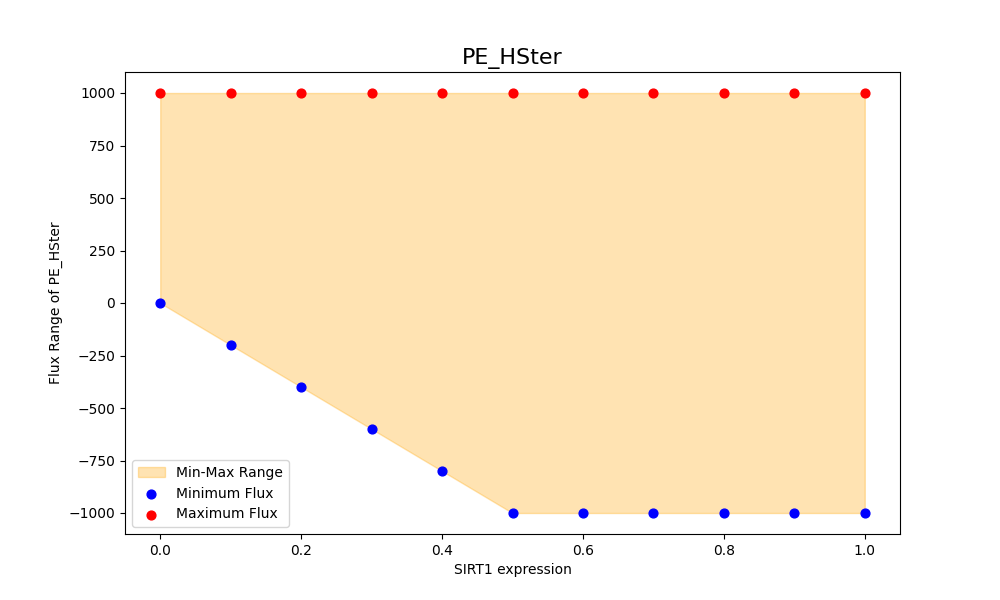 PE_HSter
Flux Range of PE_HSter
1000
750
500
250
0
−250
−500
−750
−1000
Min-Max Range
Minimum Flux
Maximum Flux
0.0
0.2
0.4
0.6
0.8
1.0
SIRT1 expression